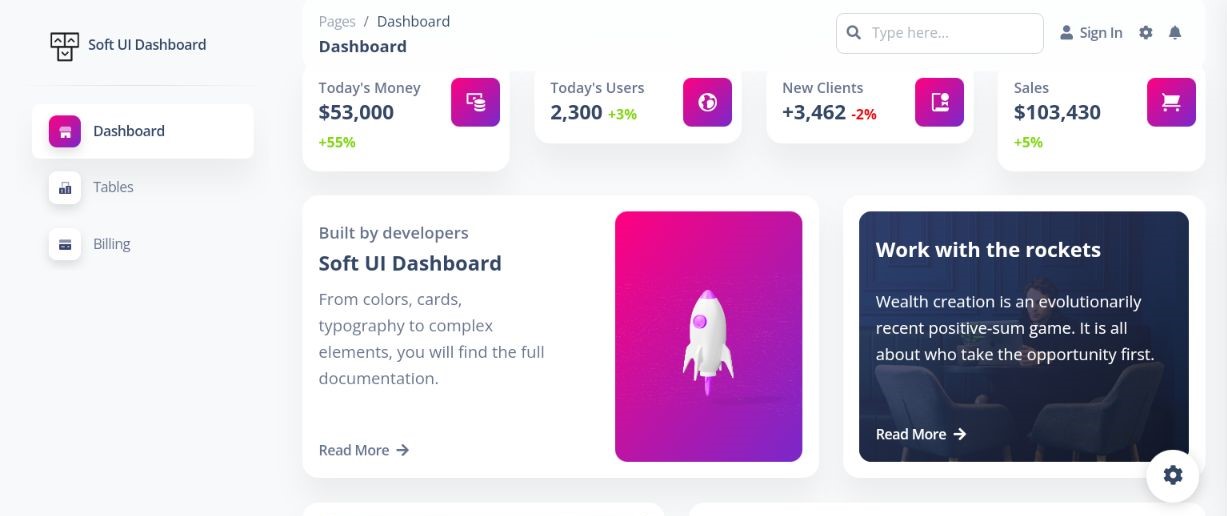 Soft UI Dashboard
Dashboard
Tables
Billing
Pages / Dashboard
Dashboard
Type here...
Sign In
Today's Money
$53,000
+55%
Today's Users
2,300 +3%
New Clients
+3,462 -2%
Sales
$103,430
+5%
Built by developers
Soft UI Dashboard
From colors, cards,
typography to complex
elements, you will find the full
documentation.
Read More
Work with the rockets
Wealth creation is an evolutionarily
recent positive-sum game. It is all
about who take the opportunity first.
Read More